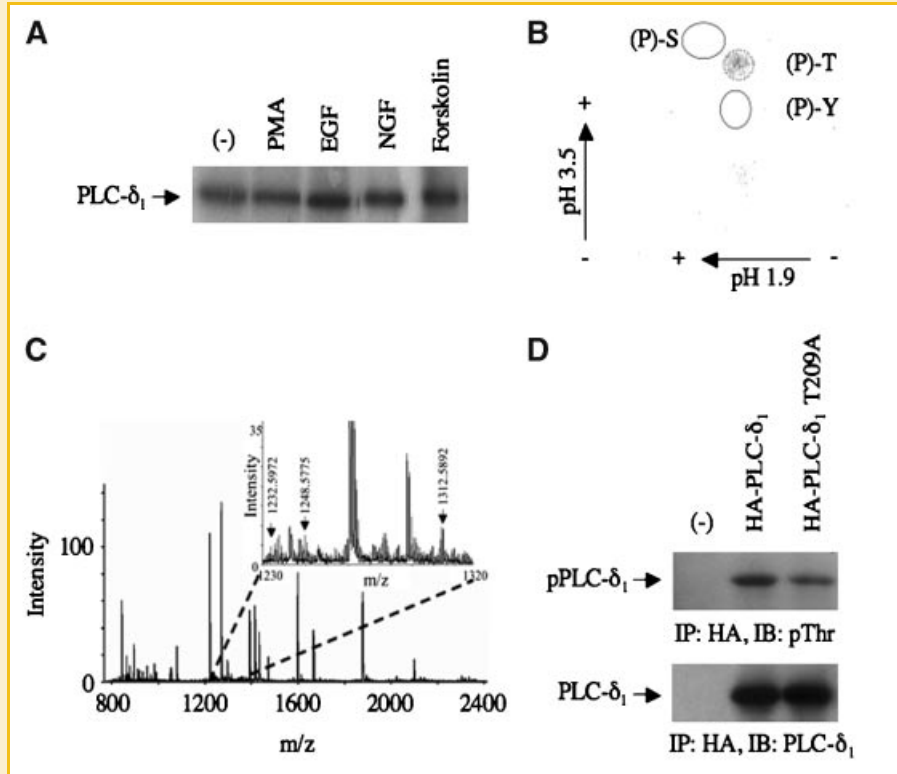 A
(-)
PMA
EGF
NGF
Forskolin
PLC-δ₁
B
(P)-S
(P)-T
(P)-Y
+
pH 3.5
-
+
-
pH 1.9
C
Intensity
100
0
800
1200
1600
2000
2400
m/z
35
Intensity
0
1232.5972
1248.5775
1312.5892
1230
m/z
1320
D
(-)
HA-PLC-δ₁
HA-PLC-δ₁ T209A
pPLC-δ₁
IP: HA, IB: pThr
PLC-δ₁
IP: HA, IB: PLC-δ₁